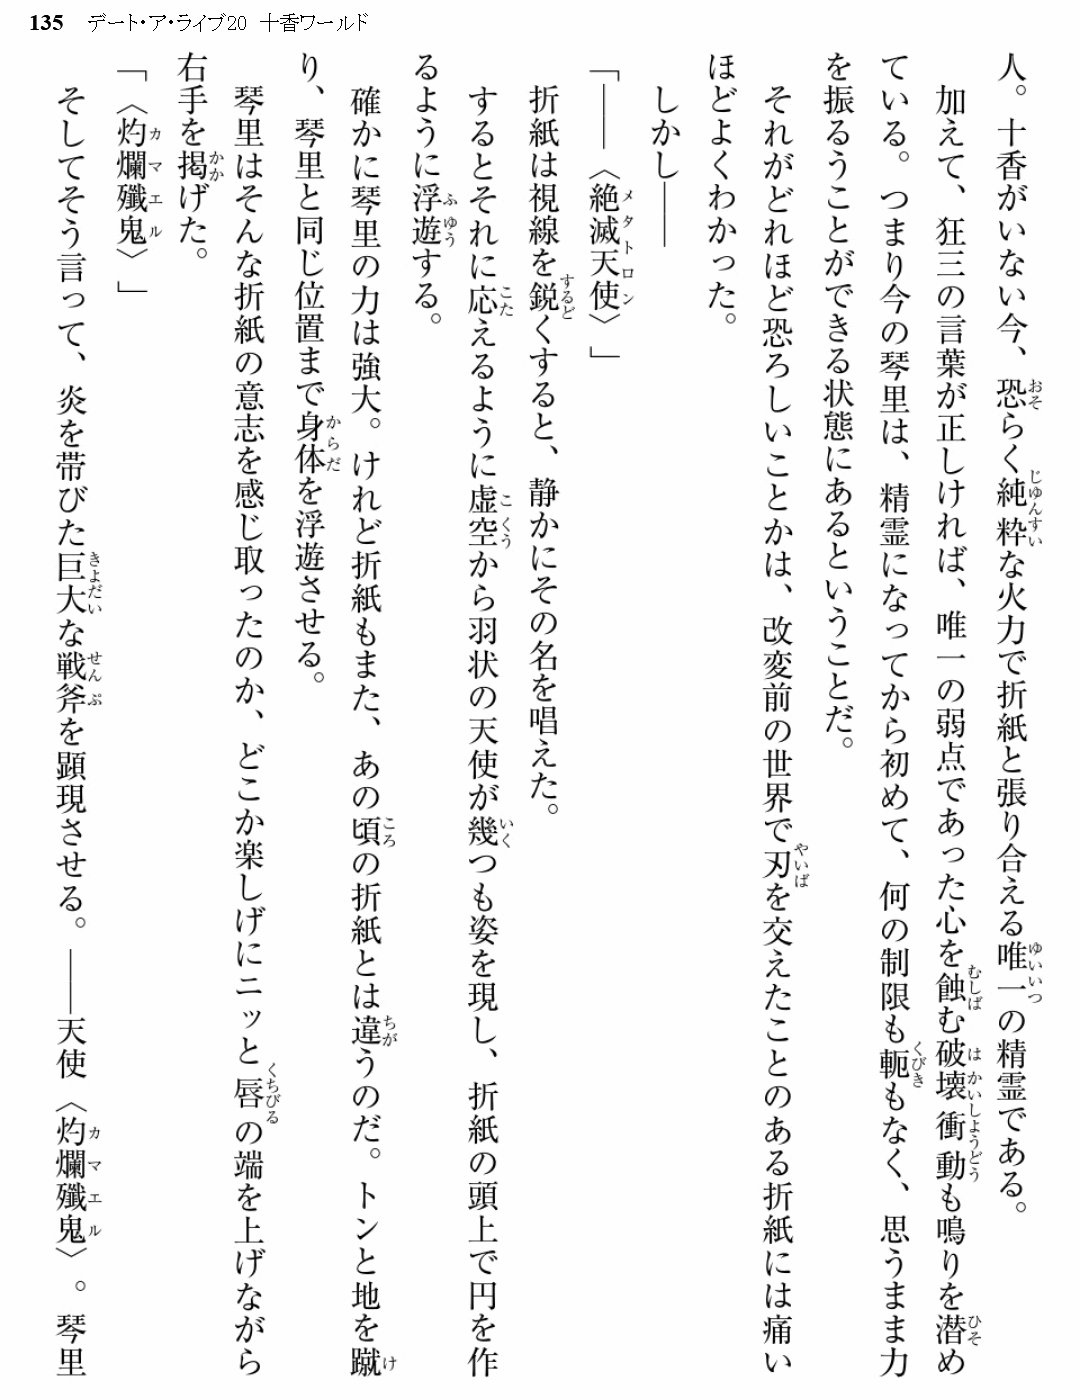 135 デート・ア・ライブ20 十香ワールド
人。十香がいない今、恐らく純粋な火力で折紙と張り合える唯一の精霊である。
加えて、狂三の言葉が正しければ、唯一の弱点であった心を蝕む破壊衝動も鳴りを潜め
ている。つまり今の琴里は、精霊になってから初めて、何の制限も軛もなく、思うまま力
を振るうことができる状態にあるということだ。
それがどれほど恐ろしいことかは、改変前の世界で刃を交えたことのある折紙には痛い
ほどよくわかった。
しかし――
「――〈絶滅天使〉」
折紙は視線を鋭くすると、静かにその名を唱えた。
するとそれに応えるように虚空から羽状の天使が幾つも姿を現し、折紙の頭上で円を作
るように浮遊する。
確かに琴里の力は強大。けれど折紙もまた、あの頃の折紙とは違うのだ。トンと地を蹴
り、琴里と同じ位置まで身体を浮遊させる。
琴里はそんな折紙の意志を感じ取ったのか、どこか楽しげにニッと唇の端を上げながら
右手を掲げた。
「〈灼爛殲鬼〉」
そしてそう言って、炎を帯びた巨大な戦斧を顕現させる。――天使〈灼爛殲鬼〉。琴里